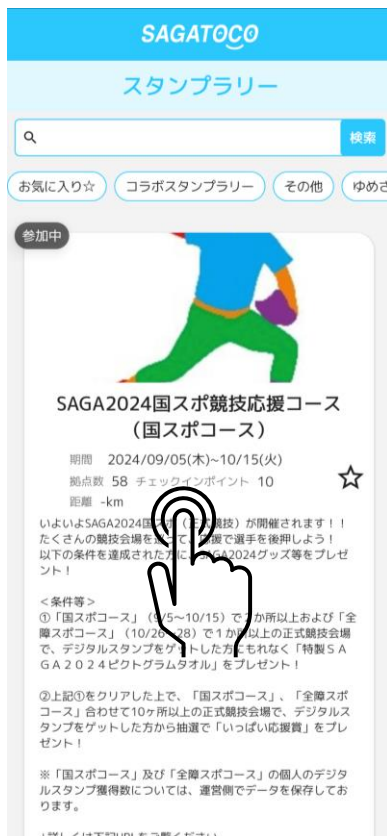 SAGATOCO
スタンプラリー
検索
お気に入り☆
コラボスタンプラリー
その他
ゆめさ
参加中
SAGA2024国スポ競技応援コース
（国スポコース）
期間 2024/09/05(木)~10/15(火)
拠点数 58 チェックインポイント 10
距離 -km
いよいよSAGA2024国スポ（正式競技）が開催されます！！
たくさんの競技会場を巡って、応援で選手を後押しよう！
以下の条件を達成された方に、SAGA2024グッズ等をプレゼ
ント！
＜条件等＞
①「国スポコース」（9/5~10/15）で1か所以上および「全
障スポコース」（10/26~28）で1か所以上の正式競技会場
で、デジタルスタンプをゲットした方にもれなく「特製ＳＡ
ＧＡ２０２４ピクトグラムタオル」をプレゼント！
②上記①をクリアした上で、「国スポコース」、「全障スポ
コース」合わせて10ヶ所以上の正式競技会場で、デジタルス
タンプをゲットした方から抽選で「いっぱい応援賞」をプレ
ゼント！
※「国スポコース」及び「全障スポコース」の個人のデジタ
ルスタンプ獲得数については、運営側でデータを保存してお
ります。